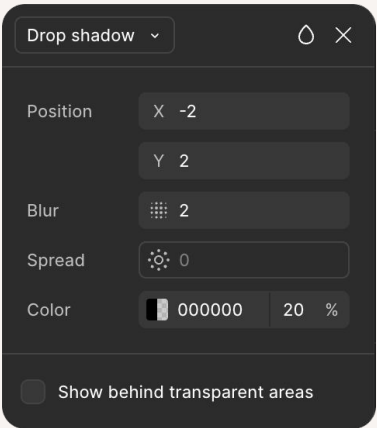 Drop shadow
Position X -2
Y 2
Blur 2
Spread 0
Color 000000 20 %
Show behind transparent areas